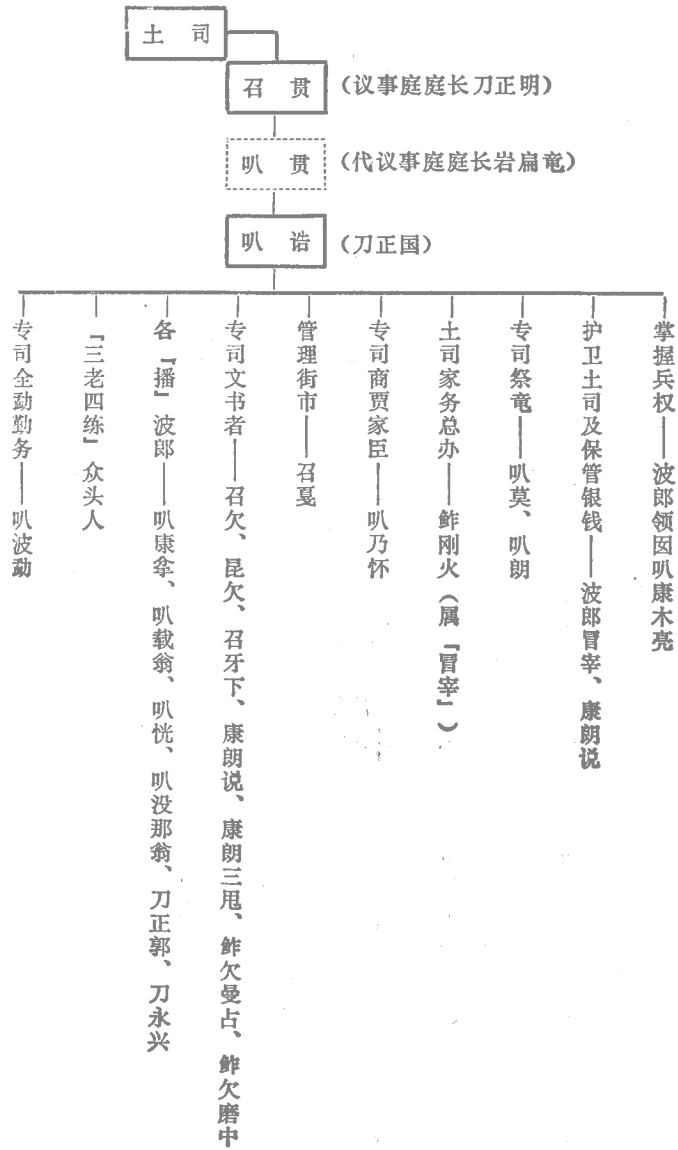 土司
召贯（议事庭庭长刀正明）
叭贯（代议事庭庭长岩扁竜）
叭诰（刀正国）
掌握兵权——波郎领囡叭康木亮
护卫土司及保管银钱——波郎冒宰、康朗说
专司祭竜——叭莫、叭朗
土司家务总办——鲊刚火（属『冒宰』）
专司商贾家臣——叭乃怀
管理街市——召戛
专司文书者——召欠、昆欠、召牙下、康朗说、康朗三甩、鲊欠曼占、鲊欠磨中
各『播』波郎——叭康拿、叭载翁、叭恍、叭没那翁、刀正郭、刀永兴
「三老四练」众头人
专司全勐勤务——叭波勐